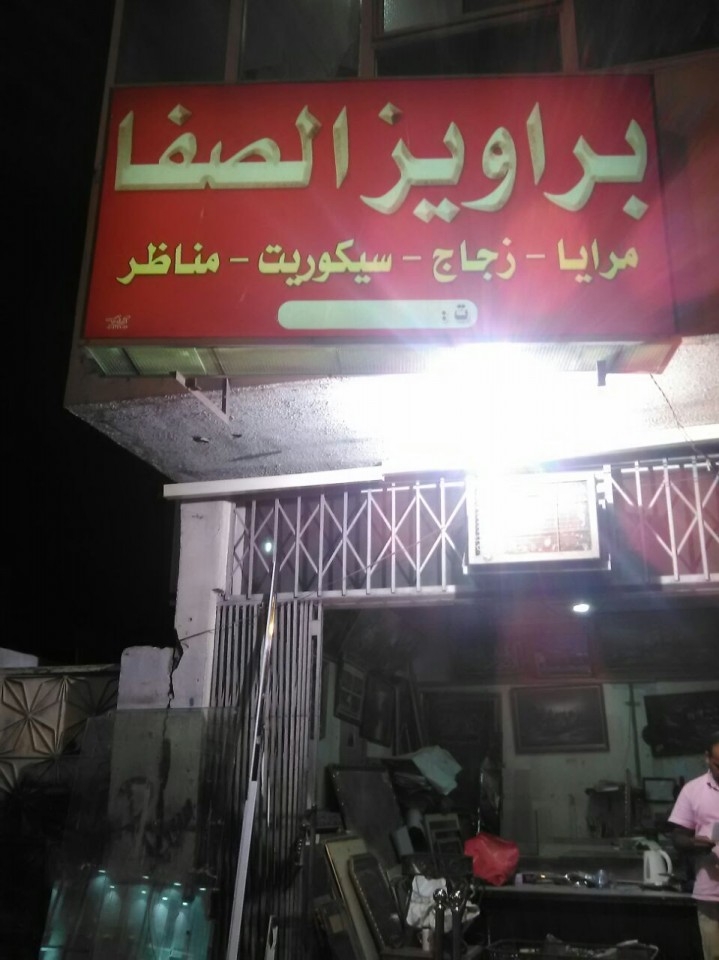 براويز الصفا
مرايا - زجاج - سيكوريت - مناظر
ت :